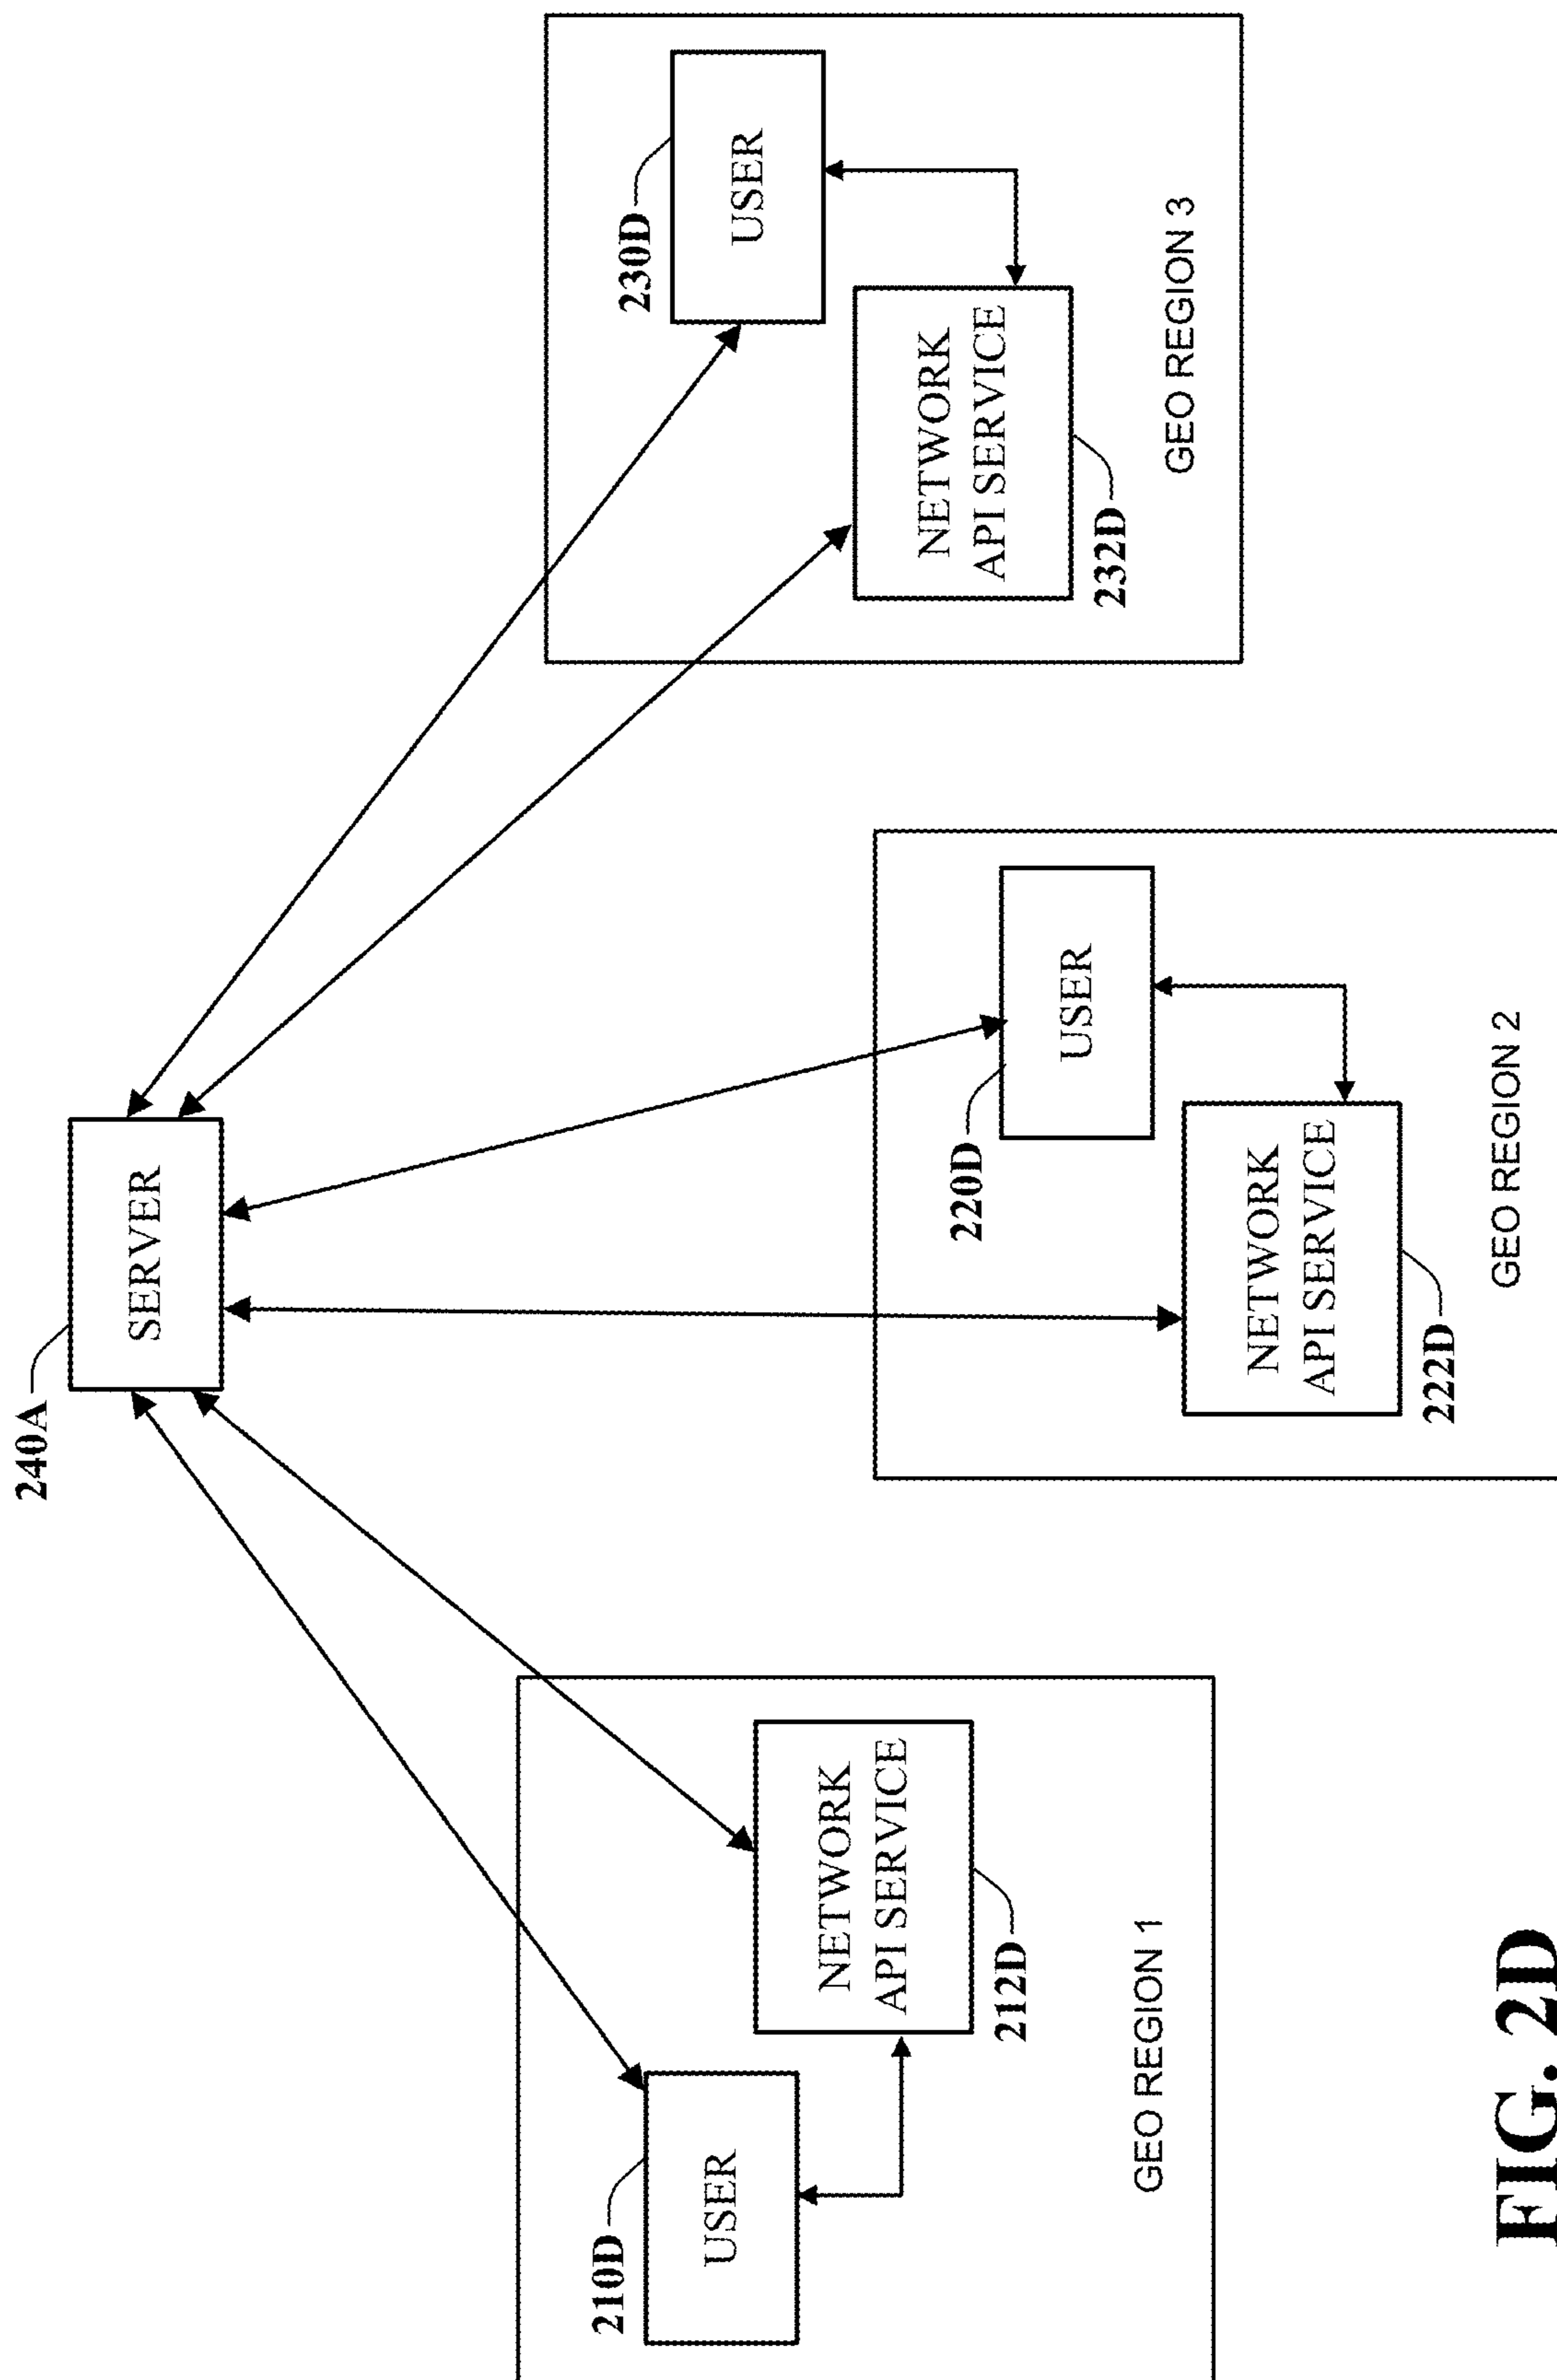 240A
SERVER
210D
USER
NETWORK
API SERVICE
212D
GEO REGION 1
220D
USER
NETWORK
API SERVICE
222D
GEO REGION 2
230D
USER
NETWORK
API SERVICE
232D
GEO REGION 3
FIG. 2D